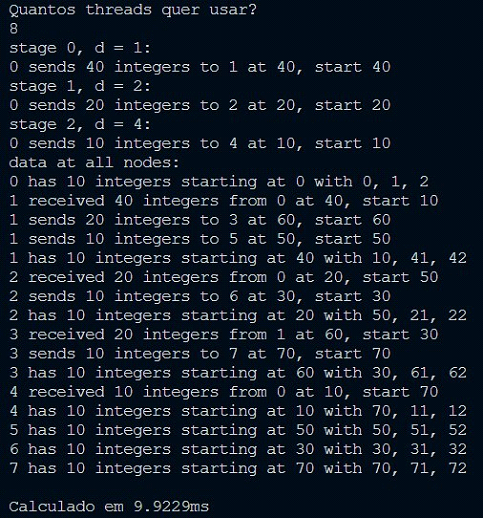 Quantos threads quer usar?
8
stage 0, d = 1:
0 sends 40 integers to 1 at 40, start 40
stage 1, d = 2:
0 sends 20 integers to 2 at 20, start 20
stage 2, d = 4:
0 sends 10 integers to 4 at 10, start 10
data at all nodes:
0 has 10 integers starting at 0 with 0, 1, 2
1 received 40 integers from 0 at 40, start 10
1 sends 20 integers to 3 at 60, start 60
1 sends 10 integers to 5 at 50, start 50
1 has 10 integers starting at 40 with 10, 41, 42
2 received 20 integers from 0 at 20, start 50
2 sends 10 integers to 6 at 30, start 30
2 has 10 integers starting at 20 with 50, 21, 22
3 received 20 integers from 1 at 60, start 30
3 sends 10 integers to 7 at 70, start 70
3 has 10 integers starting at 60 with 30, 61, 62
4 received 10 integers from 0 at 10, start 70
4 has 10 integers starting at 10 with 70, 11, 12
5 has 10 integers starting at 50 with 50, 51, 52
6 has 10 integers starting at 30 with 30, 31, 32
7 has 10 integers starting at 70 with 70, 71, 72
Calculado em 9.9229ms